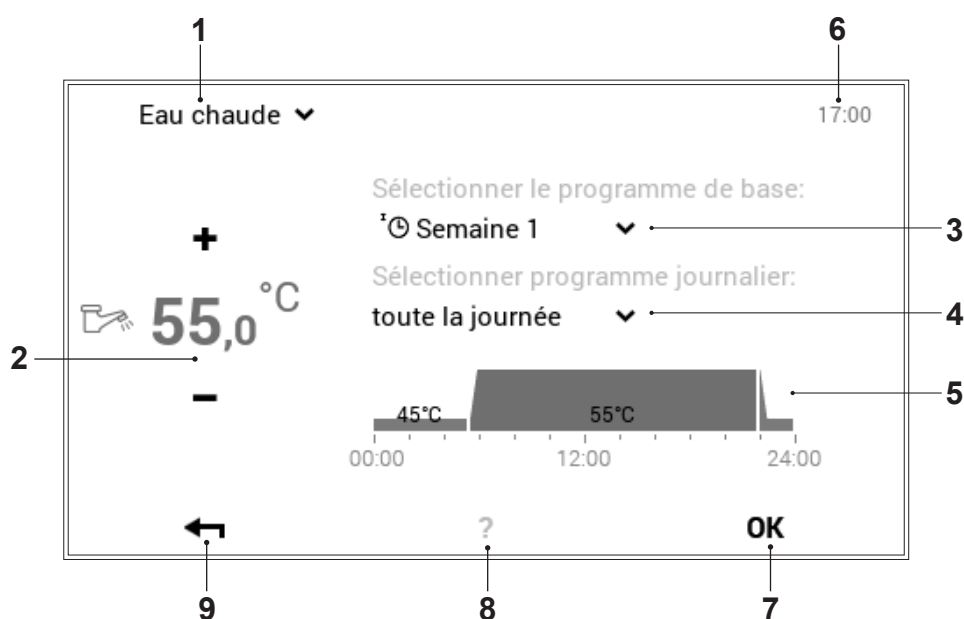 1 6
Eau chaude 17:00
Sélectionner le programme de base:
Semaine 1 3
+
Sélectionner programme journalier:
55,0 °C
toute la journée 4
2
5
−
45°C 55°C
00:00 12:00 24:00
? OK
9 8 7